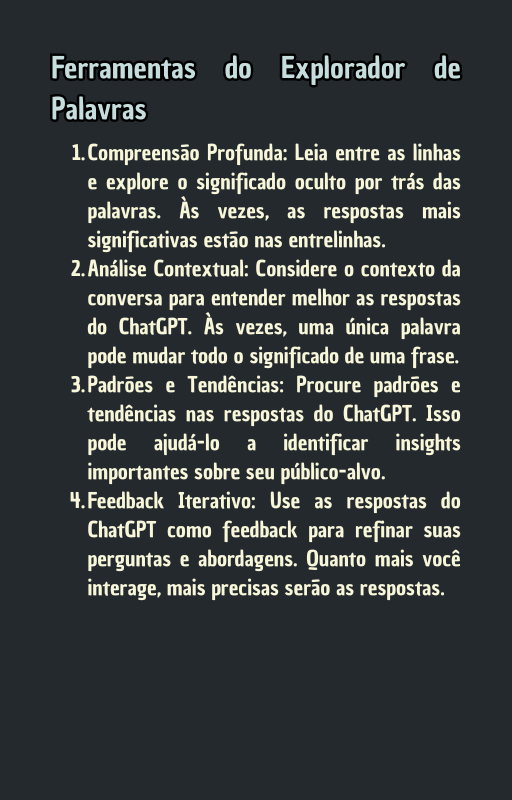 Ferramentas do Explorador de
Palavras
1. Compreensão Profunda: Leia entre as linhas
e explore o significado oculto por trás das
palavras. Às vezes, as respostas mais
significativas estão nas entrelinhas.
2. Análise Contextual: Considere o contexto da
conversa para entender melhor as respostas
do ChatGPT. Às vezes, uma única palavra
pode mudar todo o significado de uma frase.
3. Padrões e Tendências: Procure padrões e
tendências nas respostas do ChatGPT. Isso
pode ajudá-lo a identificar insights
importantes sobre seu público-alvo.
4. Feedback Iterativo: Use as respostas do
ChatGPT como feedback para refinar suas
perguntas e abordagens. Quanto mais você
interage, mais precisas serão as respostas.